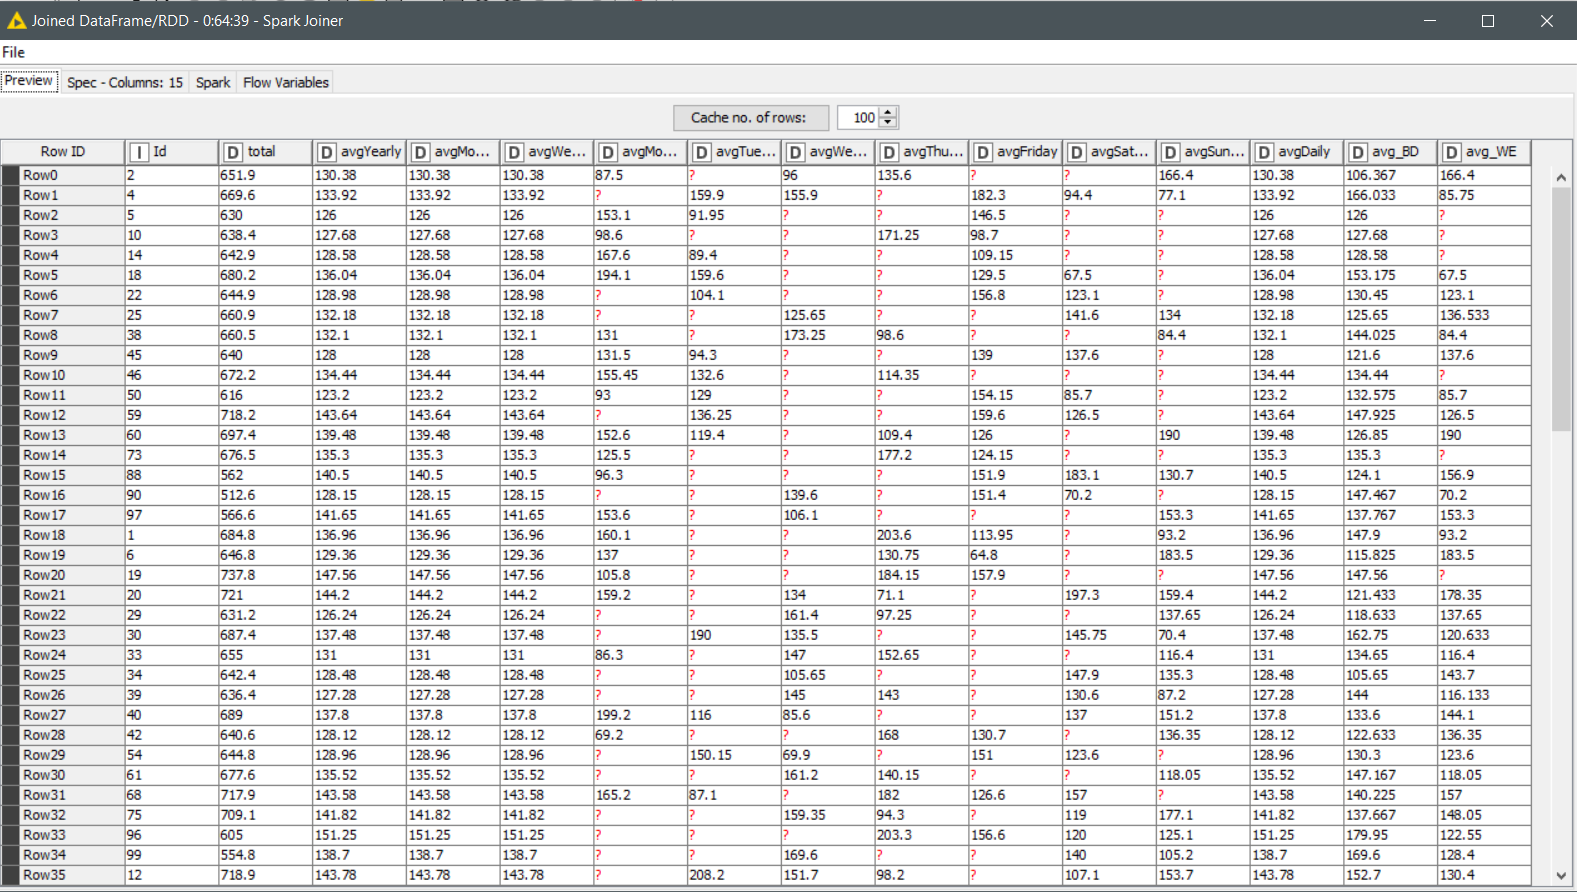 Joined DataFrame/RDD - 0:64:39 - Spark Joiner
File
Preview Spec - Columns: 15 Spark Flow Variables
Cache no. of rows: 100
Row ID I Id D total D avgYearly D avgMo... D avgWe... D avgMo... D avgTue... D avgWe... D avgThu... D avgFriday D avgSat... D avgSun... D avgDaily D avg_BD D avg_WE
Row0 2 651.9 130.38 130.38 130.38 87.5 ? 96 135.6 ? ? 166.4 130.38 106.367 166.4
Row1 4 669.6 133.92 133.92 133.92 ? 159.9 155.9 ? 182.3 94.4 77.1 133.92 166.033 85.75
Row2 5 630 126 126 126 153.1 91.95 ? ? 146.5 ? ? 126 126 ?
Row3 10 638.4 127.68 127.68 127.68 98.6 ? ? 171.25 98.7 ? ? 127.68 127.68 ?
Row4 14 642.9 128.58 128.58 128.58 167.6 89.4 ? ? 109.15 ? ? 128.58 128.58 ?
Row5 18 680.2 136.04 136.04 136.04 194.1 159.6 ? ? 129.5 67.5 ? 136.04 153.175 67.5
Row6 22 644.9 128.98 128.98 128.98 ? 104.1 ? ? 156.8 123.1 ? 128.98 130.45 123.1
Row7 25 660.9 132.18 132.18 132.18 ? ? 125.65 ? ? 141.6 134 132.18 125.65 136.533
Row8 38 660.5 132.1 132.1 132.1 131 ? 173.25 98.6 ? ? 84.4 132.1 144.025 84.4
Row9 45 640 128 128 128 131.5 94.3 ? ? 139 137.6 ? 128 121.6 137.6
Row10 46 672.2 134.44 134.44 134.44 155.45 132.6 ? 114.35 ? ? ? 134.44 134.44 ?
Row11 50 616 123.2 123.2 123.2 93 129 ? ? 154.15 85.7 ? 123.2 132.575 85.7
Row12 59 718.2 143.64 143.64 143.64 ? 136.25 ? ? 159.6 126.5 ? 143.64 147.925 126.5
Row13 60 697.4 139.48 139.48 139.48 152.6 119.4 ? 109.4 126 ? 190 139.48 126.85 190
Row14 73 676.5 135.3 135.3 135.3 125.5 ? ? 177.2 124.15 ? ? 135.3 135.3 ?
Row15 88 562 140.5 140.5 140.5 96.3 ? ? ? 151.9 183.1 130.7 140.5 124.1 156.9
Row16 90 512.6 128.15 128.15 128.15 ? ? 139.6 ? 151.4 70.2 ? 128.15 147.467 70.2
Row17 97 566.6 141.65 141.65 141.65 153.6 ? 106.1 ? ? ? 153.3 141.65 137.767 153.3
Row18 1 684.8 136.96 136.96 136.96 160.1 ? ? 203.6 113.95 ? 93.2 136.96 147.9 93.2
Row19 6 646.8 129.36 129.36 129.36 137 ? ? 130.75 64.8 ? 183.5 129.36 115.825 183.5
Row20 19 737.8 147.56 147.56 147.56 105.8 ? ? 184.15 157.9 ? ? 147.56 147.56 ?
Row21 20 721 144.2 144.2 144.2 159.2 ? 134 71.1 ? 197.3 159.4 144.2 121.433 178.35
Row22 29 631.2 126.24 126.24 126.24 ? ? 161.4 97.25 ? ? 137.65 126.24 118.633 137.65
Row23 30 687.4 137.48 137.48 137.48 ? 190 135.5 ? ? 145.75 70.4 137.48 162.75 120.633
Row24 33 655 131 131 131 86.3 ? 147 152.65 ? ? 116.4 131 134.65 116.4
Row25 34 642.4 128.48 128.48 128.48 ? ? 105.65 ? ? 147.9 135.3 128.48 105.65 143.7
Row26 39 636.4 127.28 127.28 127.28 ? ? 145 143 ? 130.6 87.2 127.28 144 116.133
Row27 40 689 137.8 137.8 137.8 199.2 116 85.6 ? ? 137 151.2 137.8 133.6 144.1
Row28 42 640.6 128.12 128.12 128.12 69.2 ? ? 168 130.7 ? 136.35 128.12 122.633 136.35
Row29 54 644.8 128.96 128.96 128.96 ? 150.15 69.9 ? 151 123.6 ? 128.96 130.3 123.6
Row30 61 677.6 135.52 135.52 135.52 ? ? 161.2 140.15 ? ? 118.05 135.52 147.167 118.05
Row31 68 717.9 143.58 143.58 143.58 165.2 87.1 ? 182 126.6 157 ? 143.58 140.225 157
Row32 75 709.1 141.82 141.82 141.82 ? ? 159.35 94.3 ? 119 177.1 141.82 137.667 148.05
Row33 96 605 151.25 151.25 151.25 ? ? ? 203.3 156.6 120 125.1 151.25 179.95 122.55
Row34 99 554.8 138.7 138.7 138.7 ? ? 169.6 ? ? 140 105.2 138.7 169.6 128.4
Row35 12 718.9 143.78 143.78 143.78 ? 208.2 151.7 98.2 ? 107.1 153.7 143.78 152.7 130.4